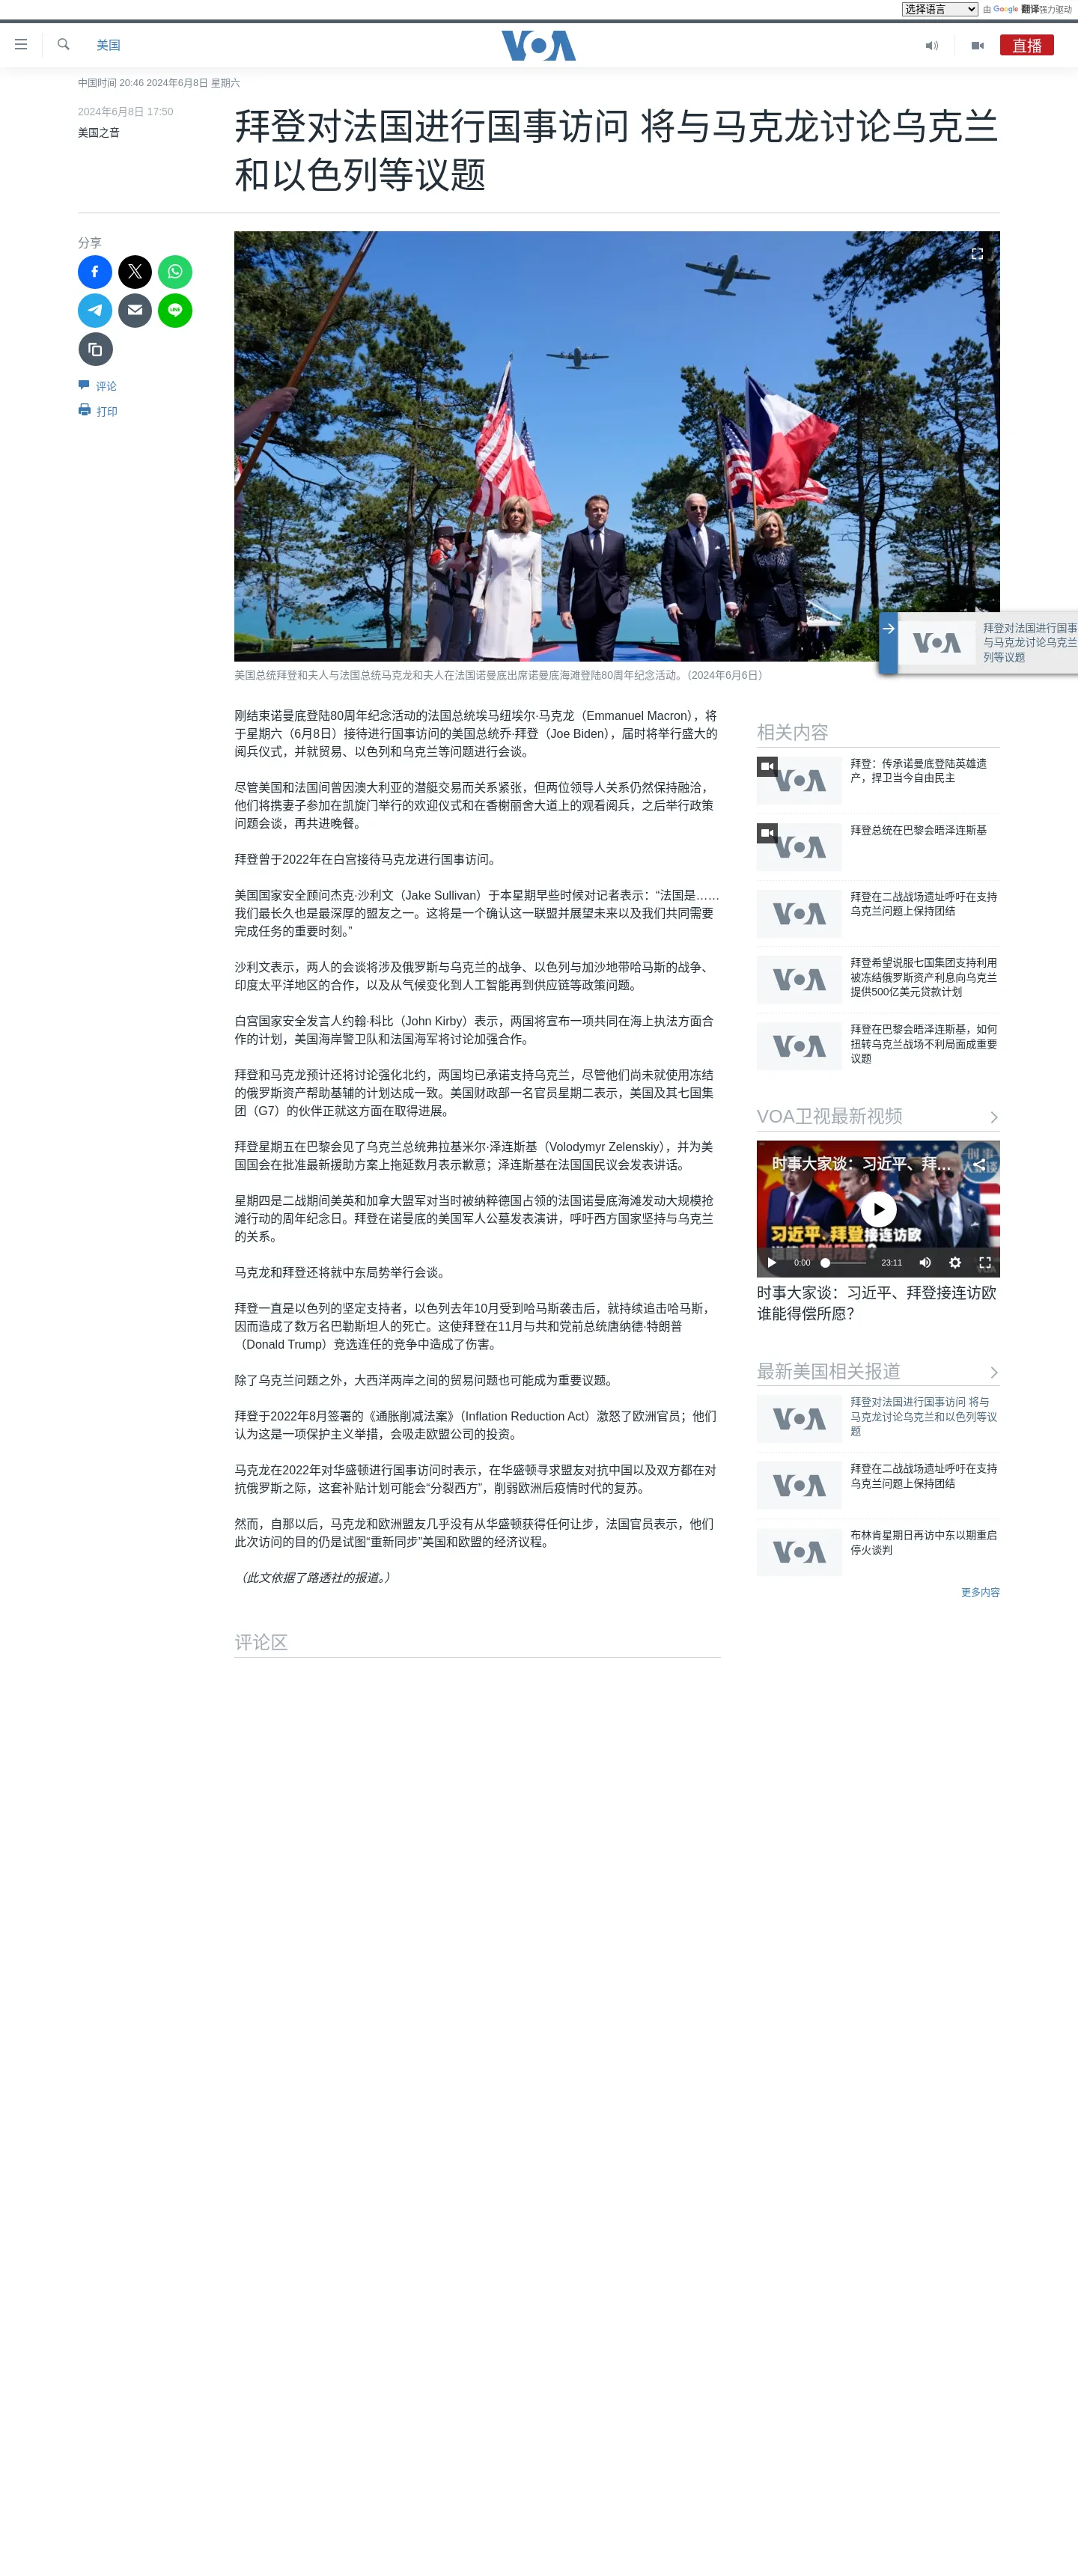 选择语言
由 Google 翻译强力驱动
美国
VOA
直播
中国时间 20:46 2024年6月8日 星期六
2024年6月8日 17:50
美国之音
拜登对法国进行国事访问 将与马克龙讨论乌克兰
和以色列等议题
分享
评论
打印
美国总统拜登和夫人与法国总统马克龙和夫人在法国诺曼底出席诺曼底海滩登陆80周年纪念活动。（2024年6月6日）
VOA
拜登对法国进行国事
与马克龙讨论乌克兰
列等议题
刚结束诺曼底登陆80周年纪念活动的法国总统埃马纽埃尔·马克龙（Emmanuel Macron），将
于星期六（6月8日）接待进行国事访问的美国总统乔·拜登（Joe Biden），届时将举行盛大的
阅兵仪式，并就贸易、以色列和乌克兰等问题进行会谈。
尽管美国和法国间曾因澳大利亚的潜艇交易而关系紧张，但两位领导人关系仍然保持融洽，
他们将携妻子参加在凯旋门举行的欢迎仪式和在香榭丽舍大道上的观看阅兵，之后举行政策
问题会谈，再共进晚餐。
拜登曾于2022年在白宫接待马克龙进行国事访问。
美国国家安全顾问杰克·沙利文（Jake Sullivan）于本星期早些时候对记者表示：“法国是……
我们最长久也是最深厚的盟友之一。这将是一个确认这一联盟并展望未来以及我们共同需要
完成任务的重要时刻。”
沙利文表示，两人的会谈将涉及俄罗斯与乌克兰的战争、以色列与加沙地带哈马斯的战争、
印度太平洋地区的合作，以及从气候变化到人工智能再到供应链等政策问题。
白宫国家安全发言人约翰·科比（John Kirby）表示，两国将宣布一项共同在海上执法方面合
作的计划，美国海岸警卫队和法国海军将讨论加强合作。
拜登和马克龙预计还将讨论强化北约，两国均已承诺支持乌克兰，尽管他们尚未就使用冻结
的俄罗斯资产帮助基辅的计划达成一致。美国财政部一名官员星期二表示，美国及其七国集
团（G7）的伙伴正就这方面在取得进展。
拜登星期五在巴黎会见了乌克兰总统弗拉基米尔·泽连斯基（Volodymyr Zelenskiy），并为美
国国会在批准最新援助方案上拖延数月表示歉意；泽连斯基在法国国民议会发表讲话。
星期四是二战期间美英和加拿大盟军对当时被纳粹德国占领的法国诺曼底海滩发动大规模抢
滩行动的周年纪念日。拜登在诺曼底的美国军人公墓发表演讲，呼吁西方国家坚持与乌克兰
的关系。
马克龙和拜登还将就中东局势举行会谈。
拜登一直是以色列的坚定支持者，以色列去年10月受到哈马斯袭击后，就持续追击哈马斯，
因而造成了数万名巴勒斯坦人的死亡。这使拜登在11月与共和党前总统唐纳德·特朗普
（Donald Trump）竞选连任的竞争中造成了伤害。
除了乌克兰问题之外，大西洋两岸之间的贸易问题也可能成为重要议题。
拜登于2022年8月签署的《通胀削减法案》（Inflation Reduction Act）激怒了欧洲官员；他们
认为这是一项保护主义举措，会吸走欧盟公司的投资。
马克龙在2022年对华盛顿进行国事访问时表示，在华盛顿寻求盟友对抗中国以及双方都在对
抗俄罗斯之际，这套补贴计划可能会“分裂西方”，削弱欧洲后疫情时代的复苏。
然而，自那以后，马克龙和欧洲盟友几乎没有从华盛顿获得任何让步，法国官员表示，他们
此次访问的目的仍是试图“重新同步”美国和欧盟的经济议程。
（此文依据了路透社的报道。）
评论区
相关内容
VOA
拜登：传承诺曼底登陆英雄遗
产，捍卫当今自由民主
VOA
拜登总统在巴黎会晤泽连斯基
VOA
拜登在二战战场遗址呼吁在支持
乌克兰问题上保持团结
VOA
拜登希望说服七国集团支持利用
被冻结俄罗斯资产利息向乌克兰
提供500亿美元贷款计划
VOA
拜登在巴黎会晤泽连斯基，如何
扭转乌克兰战场不利局面成重要
议题
VOA卫视最新视频
时事大家谈：习近平、拜…
时事
大家谈
习近平、拜登接连访欧
谁能得偿所愿？
0:00
23:11
VOA
时事大家谈：习近平、拜登接连访欧
谁能得偿所愿？
最新美国相关报道
VOA
拜登对法国进行国事访问 将与
马克龙讨论乌克兰和以色列等议
题
VOA
拜登在二战战场遗址呼吁在支持
乌克兰问题上保持团结
VOA
布林肯星期日再访中东以期重启
停火谈判
更多内容